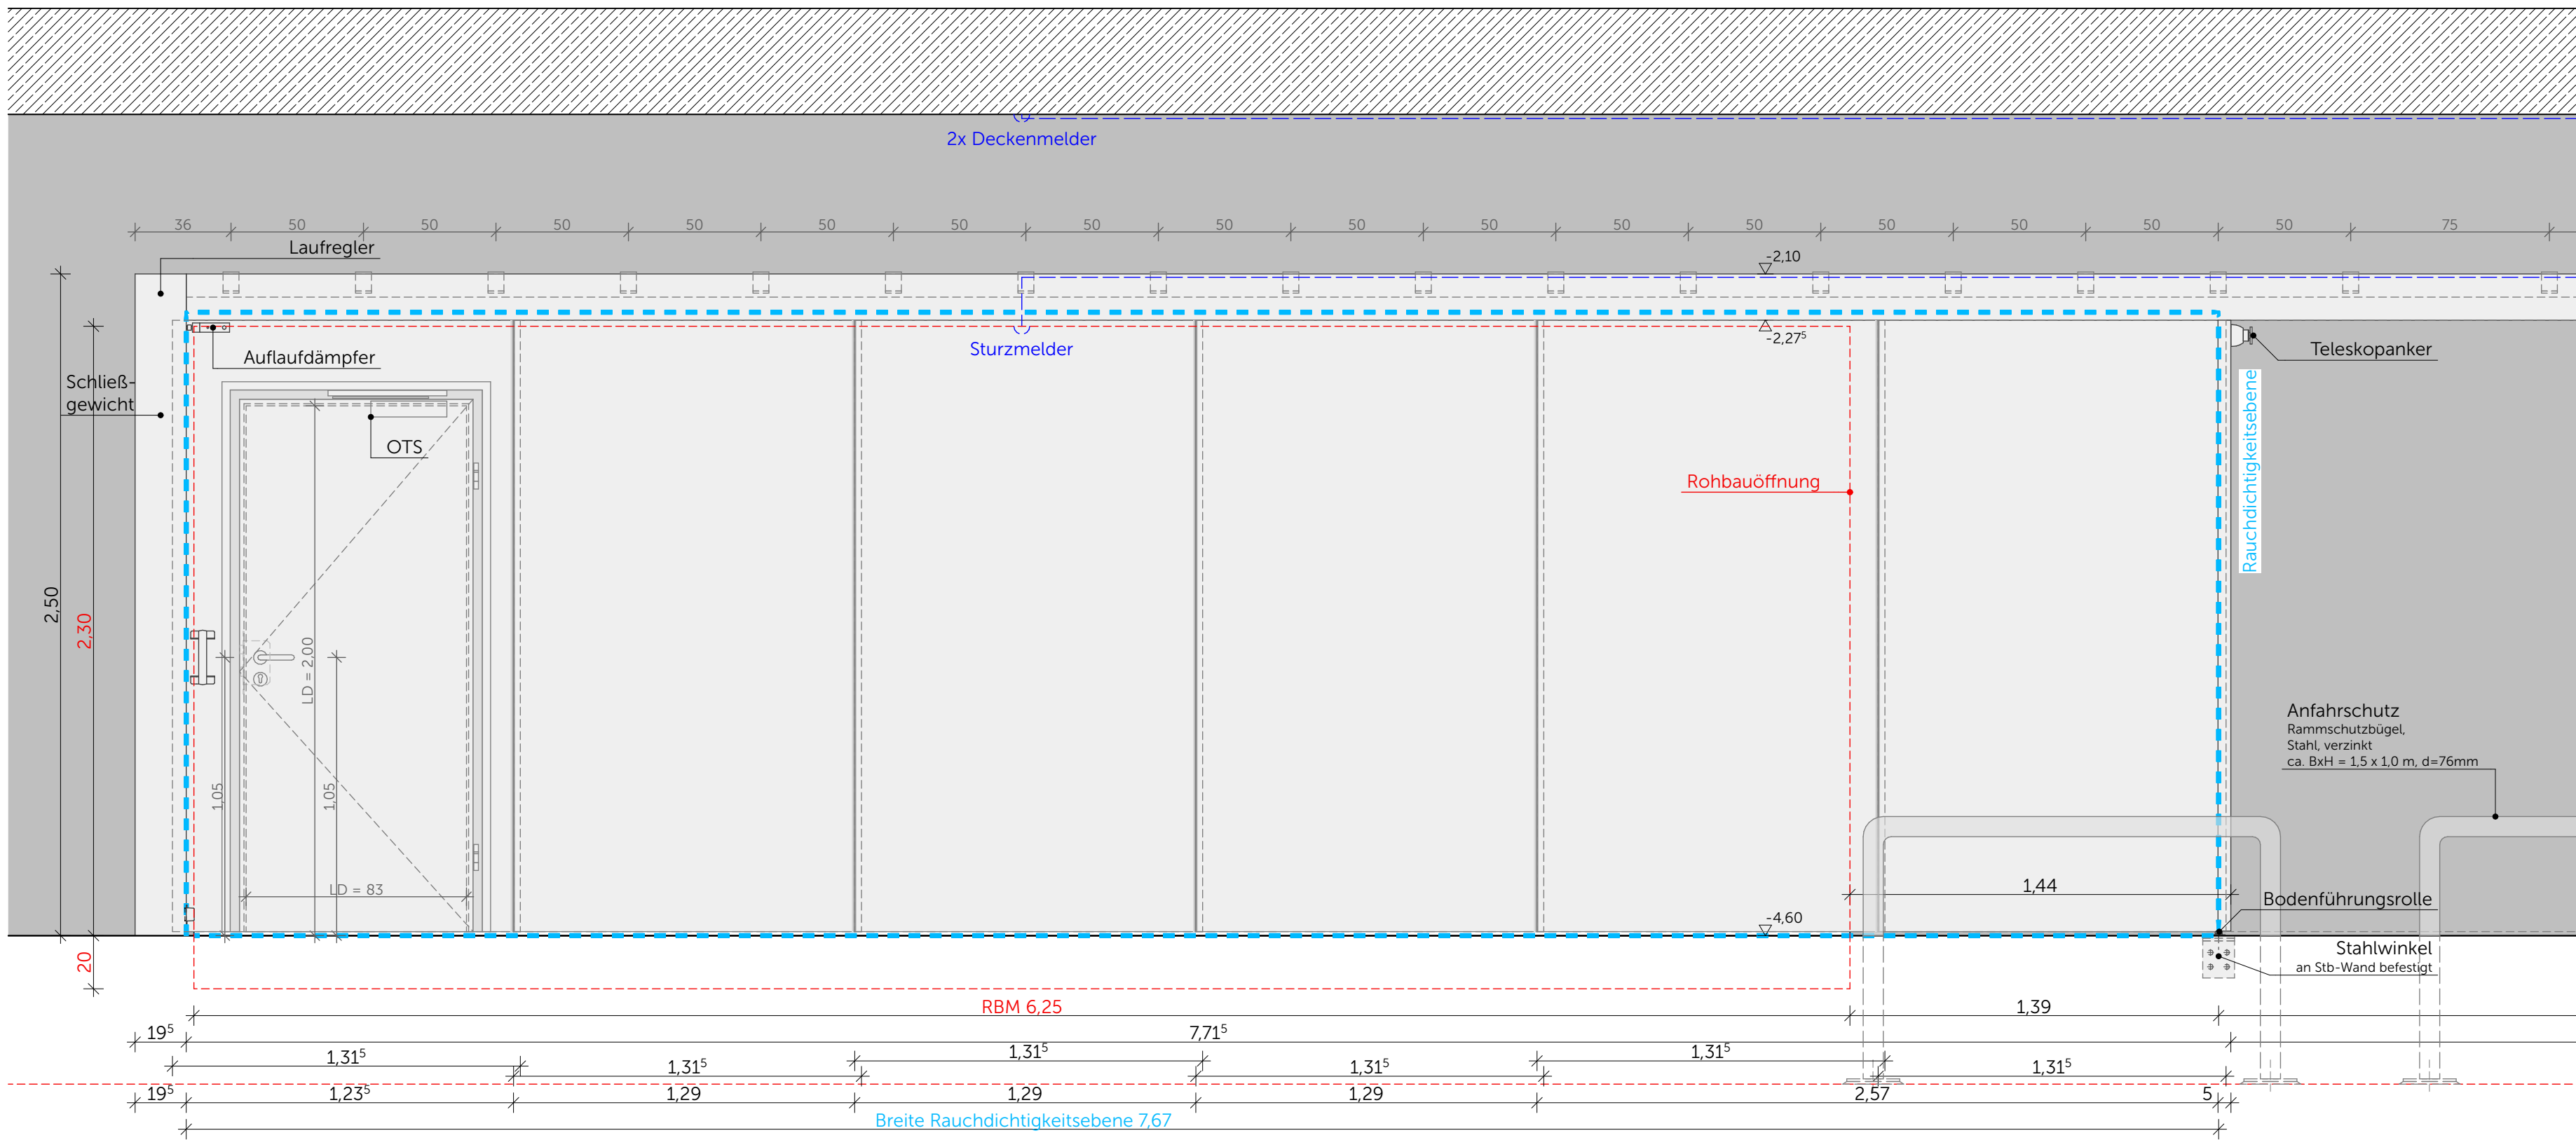 2x Deckenmelder
36 50 50 50 50 50 50 50 50 50 50 50 50 50 50 50 50 75
Laufregler
-2,10
Auflaufdämpfer
Sturzmelder
-2,27⁵
Teleskopanker
Schließ-
gewicht
OTS
Rohbauöffnung
Rauchdichtigkeitsebene
2,50
2,30
LD = 2,00
1,05
1,05
LD = 83
Anfahrschutz
Rammschutzbügel,
Stahl, verzinkt
ca. BxH = 1,5 x 1,0 m, d=76mm
1,44
Bodenführungsrolle
-4,60
Stahlwinkel
an Stb-Wand befestigt
20
RBM 6,25
1,39
19⁵
7,71⁵
1,31⁵
1,31⁵
1,31⁵
1,31⁵
1,31⁵
1,31⁵
19⁵ 1,23⁵ 1,29 1,29 1,29 2,57 5
Breite Rauchdichtigkeitsebene 7,67